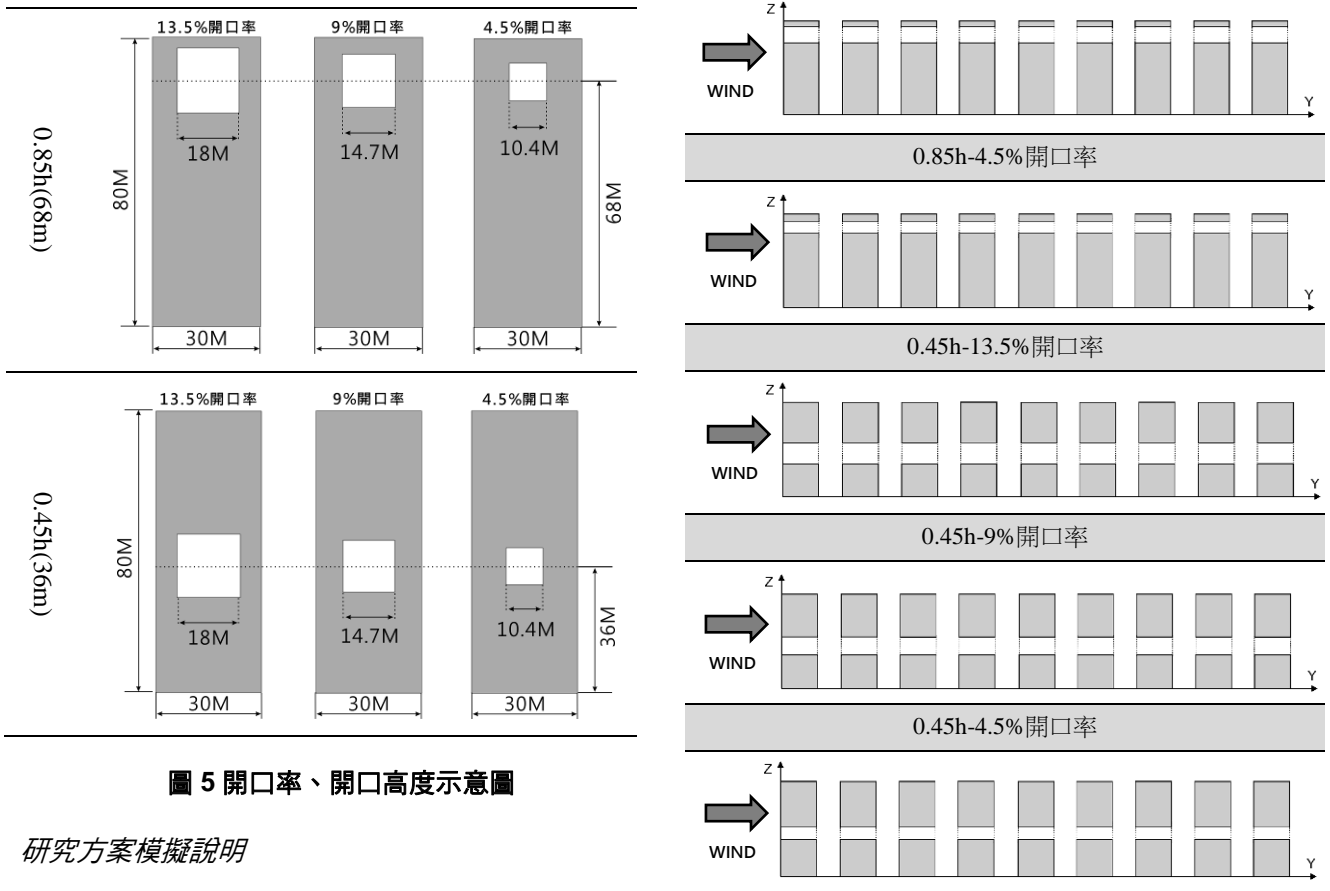 13.5%開口率
9%開口率
4.5%開口率
0.85h(68m)
80M
18M
14.7M
10.4M
68M
30M
30M
30M
13.5%開口率
9%開口率
4.5%開口率
0.45h(36m)
80M
18M
14.7M
10.4M
36M
30M
30M
30M
圖 5 開口率、開口高度示意圖
研究方案模擬說明
Z
WIND
Y
0.85h-4.5%開口率
Z
WIND
Y
0.45h-13.5%開口率
Z
WIND
Y
0.45h-9%開口率
Z
WIND
Y
0.45h-4.5%開口率
Z
WIND
Y